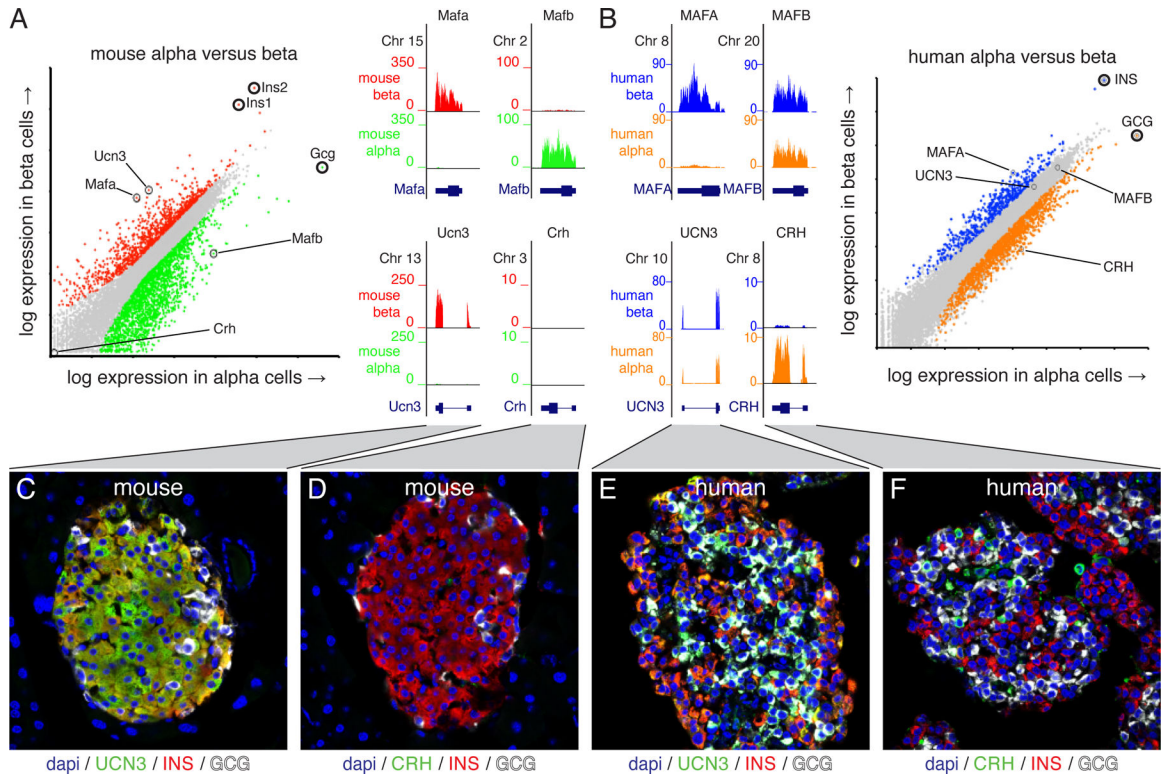 A
mouse alpha versus beta
log expression in beta cells →
log expression in alpha cells →
Ins2
Ins1
Gcg
Ucn3
Mafa
Mafb
Crh
Mafa
Chr 15
350
mouse
beta
0
350
mouse
alpha
0
Mafa
Mafb
Chr 2
100
0
100
0
Mafb
Ucn3
Chr 13
250
mouse
beta
0
250
mouse
alpha
0
Ucn3
Crh
Chr 3
10
0
10
0
Crh
B
MAFA
Chr 8
90
human
beta
0
90
human
alpha
0
MAFA
MAFB
Chr 20
90
0
90
0
MAFB
UCN3
Chr 10
80
human
beta
0
80
human
alpha
0
UCN3
CRH
Chr 8
10
0
10
0
CRH
human alpha versus beta
log expression in beta cells →
log expression in alpha cells →
INS
GCG
MAFA
UCN3
MAFB
CRH
C
mouse
dapi / UCN3 / INS / GCG
D
mouse
dapi / CRH / INS / GCG
E
human
dapi / UCN3 / INS / GCG
F
human
dapi / CRH / INS / GCG